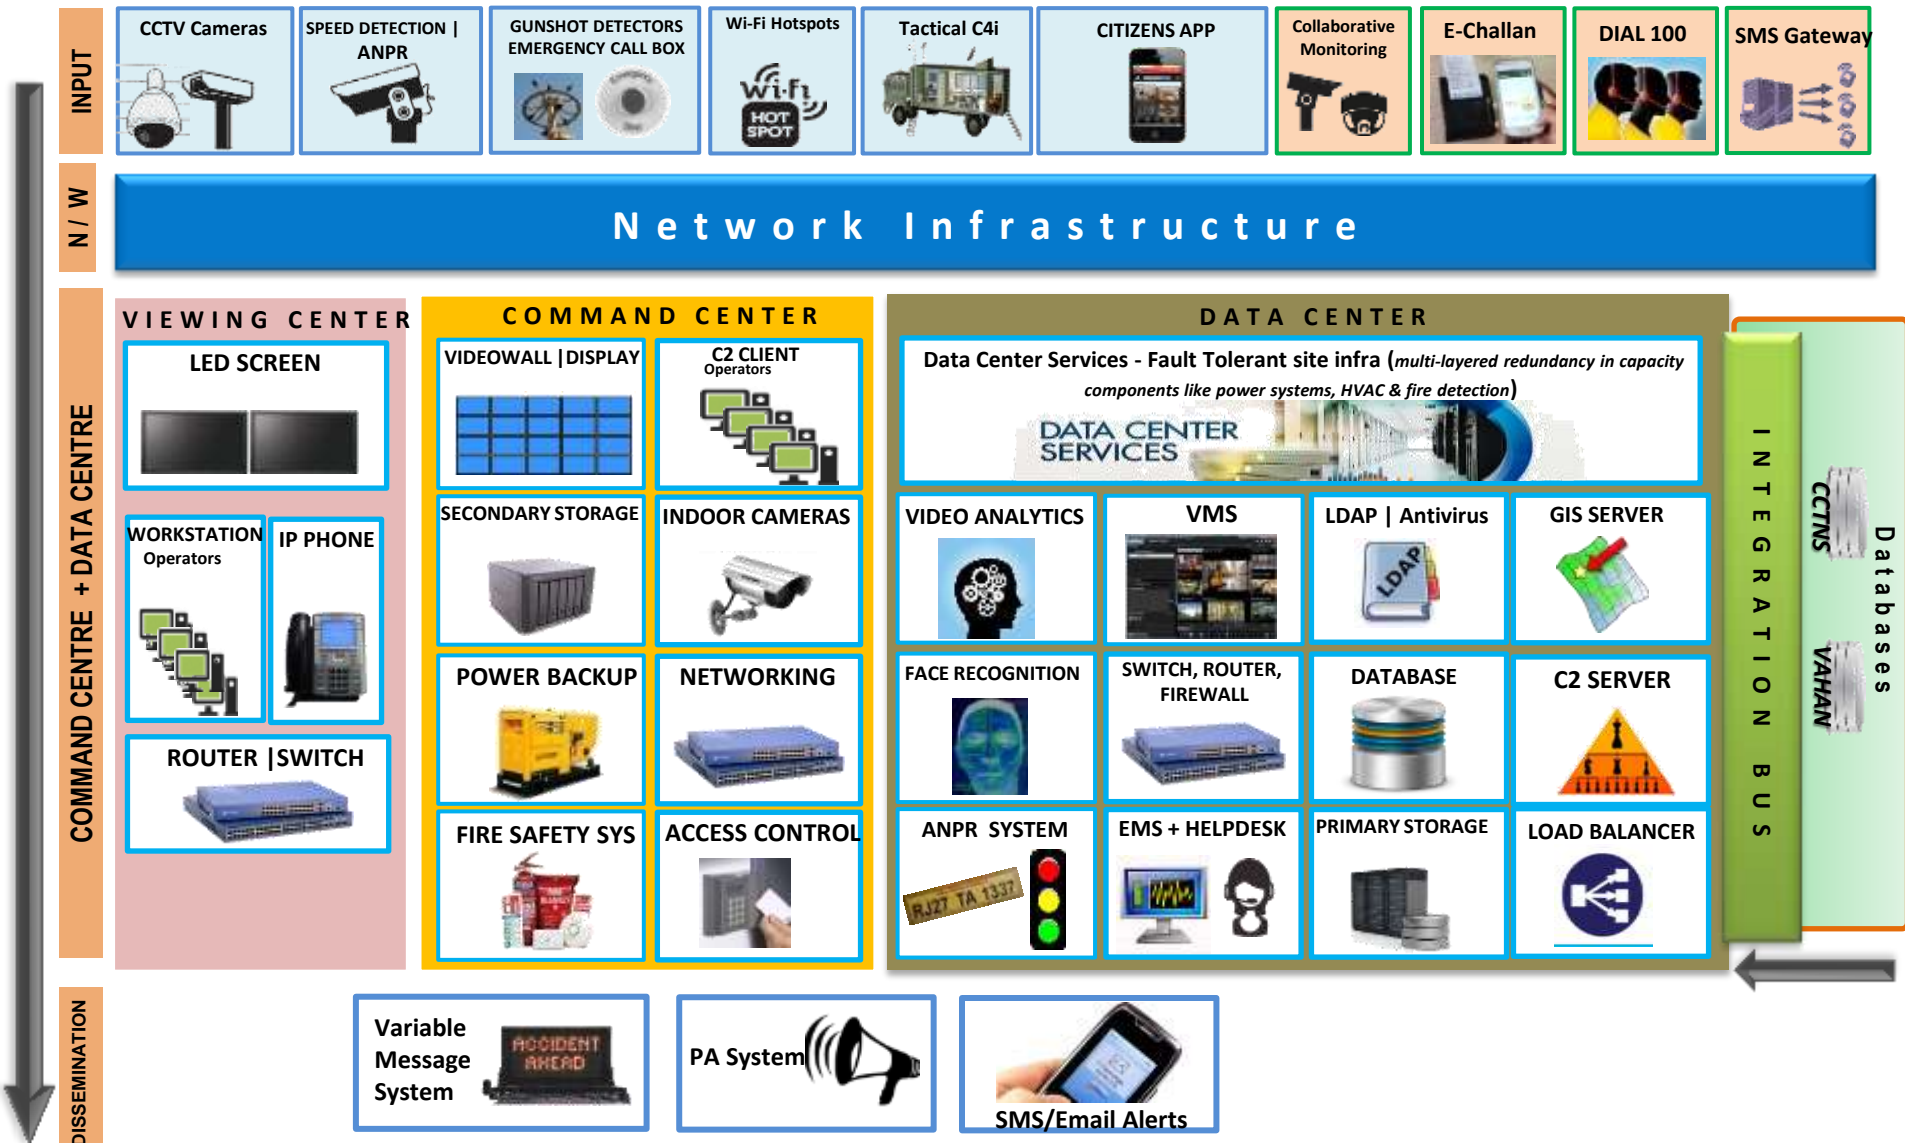 INPUT
CCTV Cameras
SPEED DETECTION |
ANPR
GUNSHOT DETECTORS
EMERGENCY CALL BOX
Wi-Fi Hotspots
Wi-Fi
HOT
SPOT
Tactical C4i
CITIZENS APP
Collaborative
Monitoring
E-Challan
DIAL 100
SMS Gateway
N / W
Network Infrastructure
COMMAND CENTRE + DATA CENTRE
VIEWING CENTER
LED SCREEN
WORKSTATION
Operators
IP PHONE
ROUTER |SWITCH
COMMAND CENTER
VIDEOWALL |DISPLAY
C2 CLIENT
Operators
SECONDARY STORAGE
INDOOR CAMERAS
POWER BACKUP
NETWORKING
FIRE SAFETY SYS
ACCESS CONTROL
DATA CENTER
Data Center Services - Fault Tolerant site infra (multi-layered redundancy in capacity
components like power systems, HVAC & fire detection)
DATA CENTER
SERVICES
VIDEO ANALYTICS
VMS
LDAP | Antivirus
LDAP
GIS SERVER
FACE RECOGNITION
SWITCH, ROUTER,
FIREWALL
DATABASE
C2 SERVER
ANPR SYSTEM
RJ27 TA 1337
EMS + HELPDESK
PRIMARY STORAGE
LOAD BALANCER
INTEGRATION BUS
CCTNS
VAHAN
Databases
DISSEMINATION
Variable
Message
System
ACCIDENT
AHEAD
PA System
SMS/Email Alerts